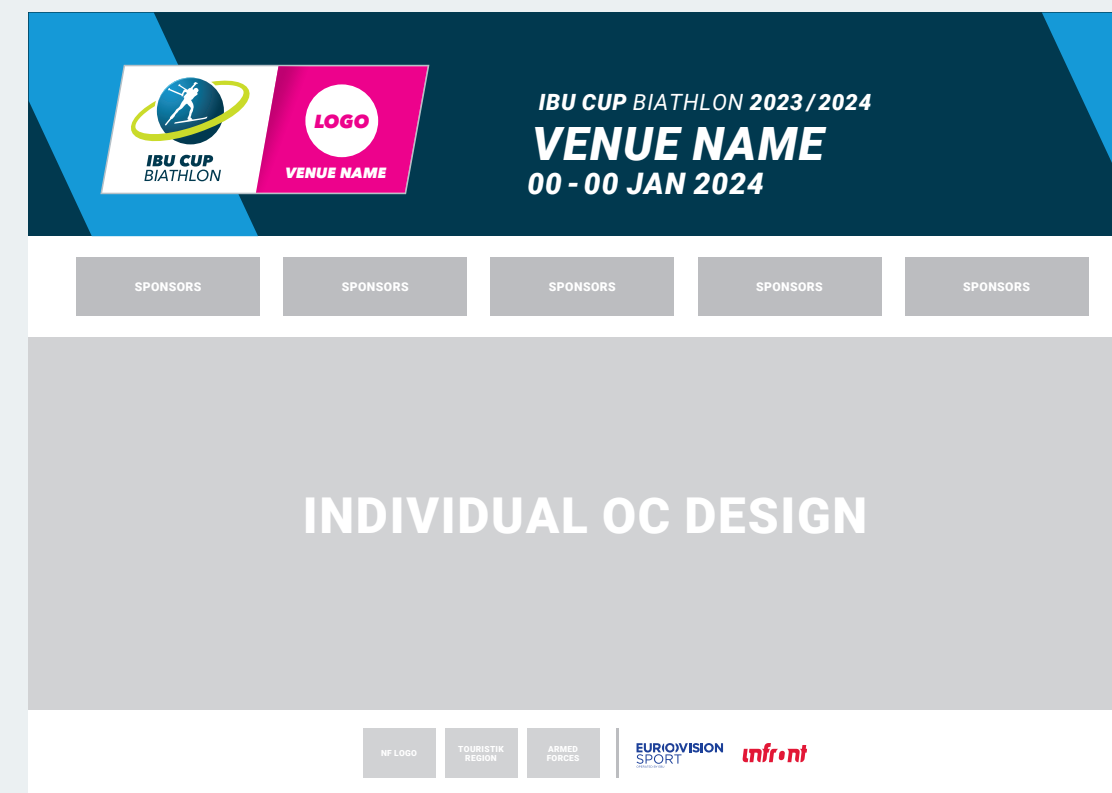 IBU CUP BIATHLON 2023/2024
VENUE NAME
00 - 00 JAN 2024
LOGO
VENUE NAME
IBU CUP
BIATHLON
SPONSORS
SPONSORS
SPONSORS
SPONSORS
SPONSORS
INDIVIDUAL OC DESIGN
NF LOGO
TOURISTIK
REGION
ARMED
FORCES
EUROVISION
SPORT
infront